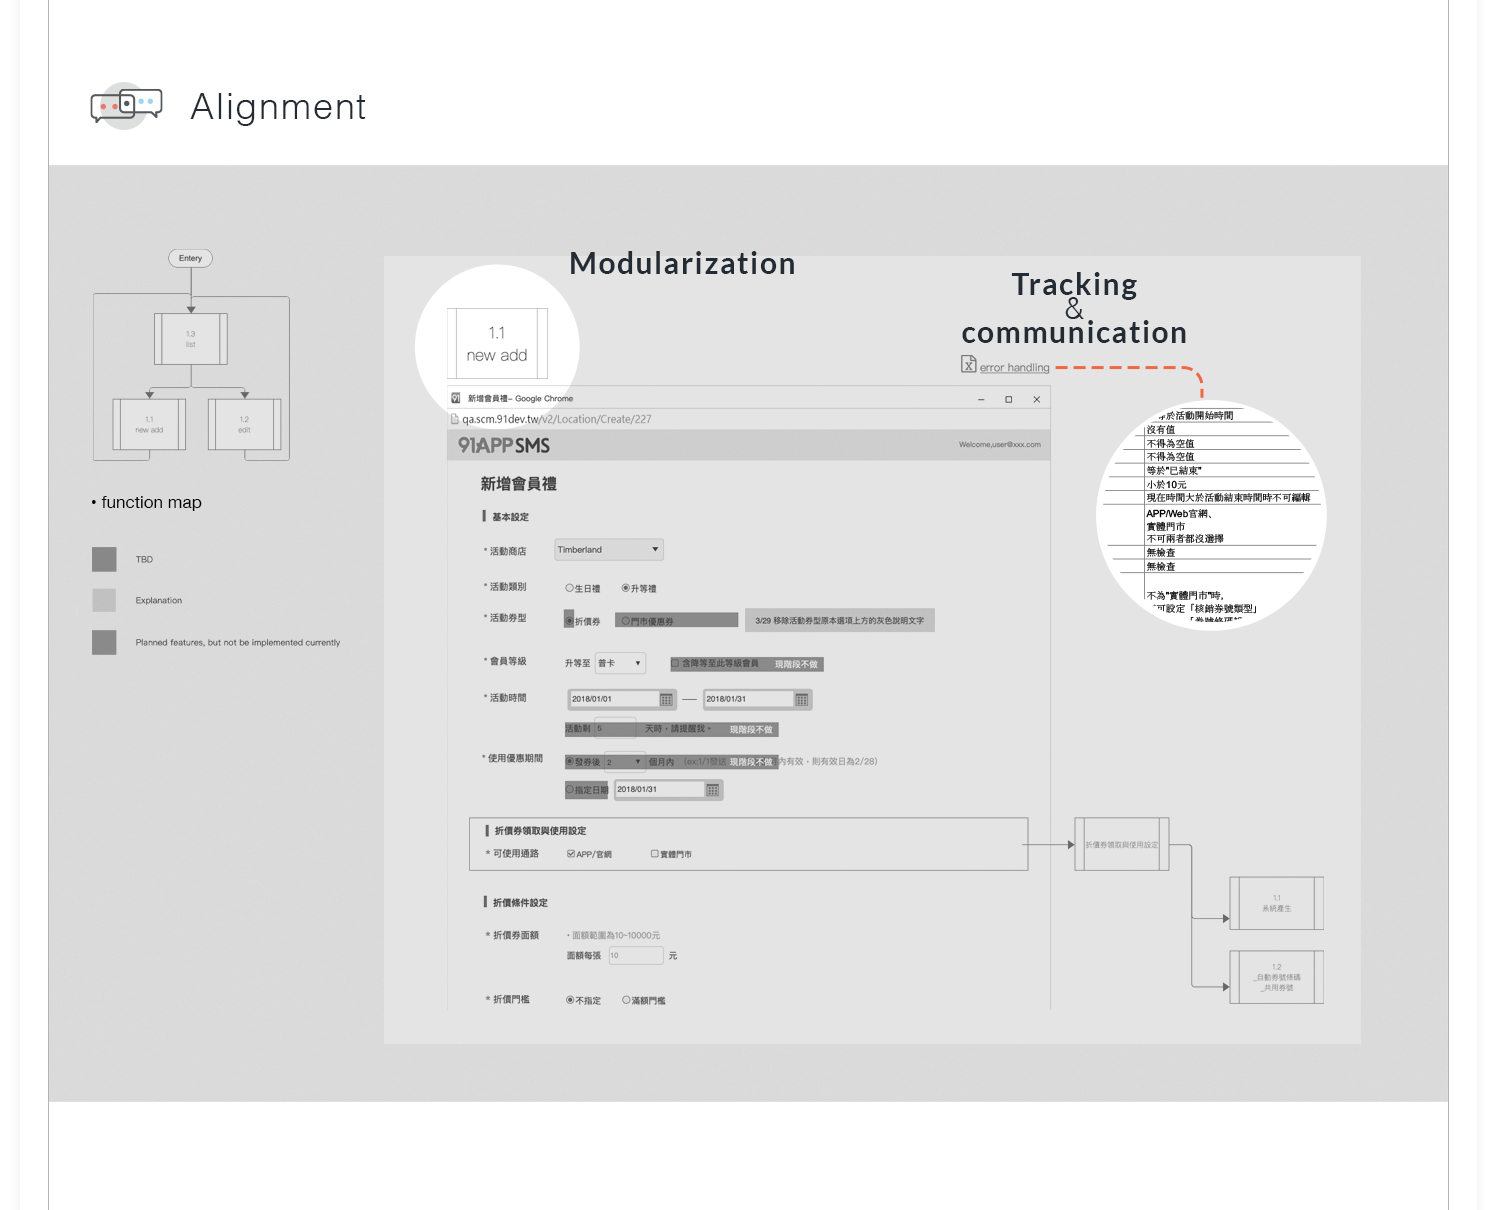 Alignment
Entery
1.3
list
1.1
new add
1.2
edit
• function map
TBD
Explanation
Planned features, but not be implemented currently
Modularization
Tracking
&
communication
error handling
1.1
new add
新增會員禮- Google Chrome
qa.scm.91dev.tw/v2/Location/Create/227
91APP SMS
Welcome,user@xxx.com
新增會員禮
基本設定
* 活動商店 Timberland
* 活動類別 生日禮 升等禮
* 活動券型 折價券 門市優惠券 3/29 移除活動券型原本選項上方的灰色說明文字
* 會員等級 升等至 普卡 含降等至此等級會員 現階段不做
* 活動時間 2018/01/01 — 2018/01/31
活動剩 5 天時，請提醒我。 現階段不做
* 使用優惠期間 發券後 2 個月內 (ex:1/1發送 現階段不做 內有效，則有效日為2/28)
指定日期 2018/01/31
折價券領取與使用設定
* 可使用通路 APP/官網 實體門市
折價券領取與使用設定
1.1
系統產生
1.2
_自動券號條碼
_共用券號
折價條件設定
* 折價券面額 • 面額範圍為10-10000元
面額每張 10 元
* 折價門檻 不指定 滿額門檻
於活動開始時間
沒有值
不得為空值
不得為空值
等於"已結束"
小於10元
現在時間大於活動結束時間時不可編輯
APP/Web官網、
實體門市
不可兩者都沒選擇
無檢查
無檢查
不為"實體門市"時，
可設定「核銷券號類型」